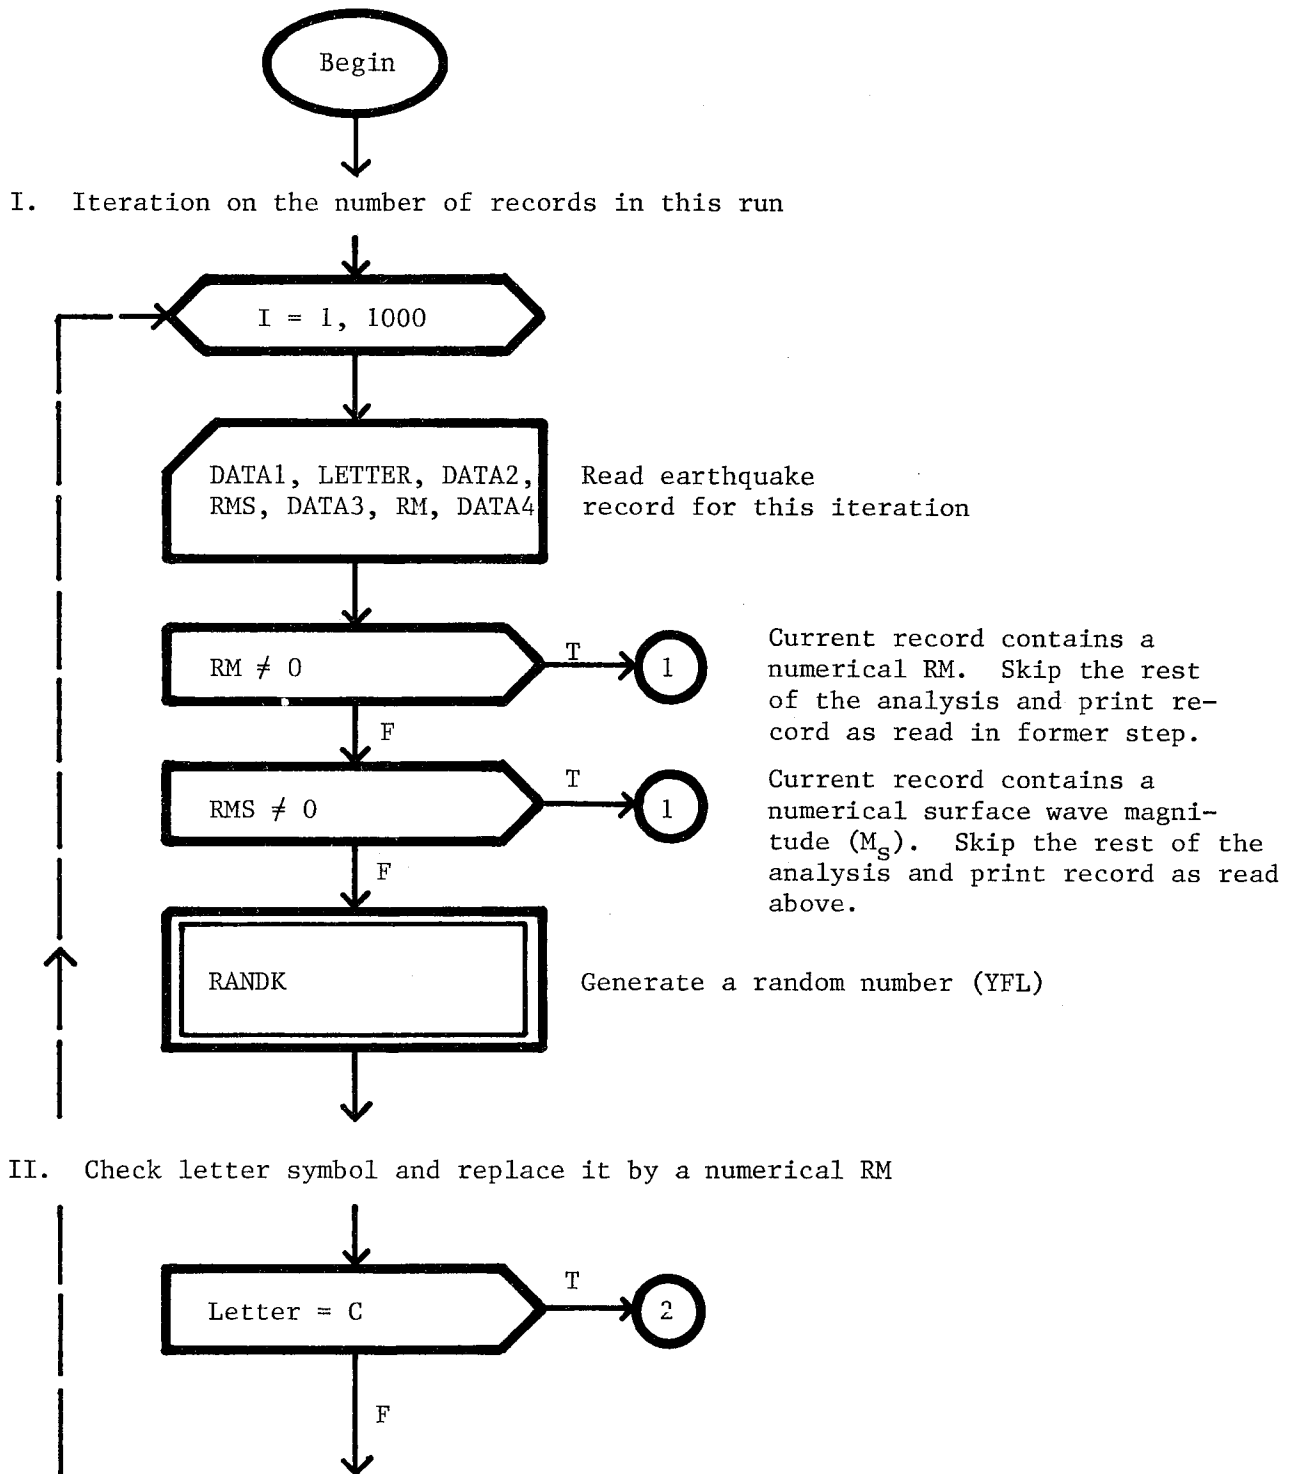 Begin
I. Iteration on the number of records in this run
I = 1, 1000
DATA1, LETTER, DATA2,
RMS, DATA3, RM, DATA4
Read earthquake
record for this iteration
RM ≠ 0
T
1
Current record contains a
numerical RM. Skip the rest
of the analysis and print re-
cord as read in former step.
F
RMS ≠ 0
T
1
Current record contains a
numerical surface wave magni-
tude (Ms). Skip the rest of the
analysis and print record as read
above.
F
RANDK
Generate a random number (YFL)
II. Check letter symbol and replace it by a numerical RM
Letter = C
T
2
F